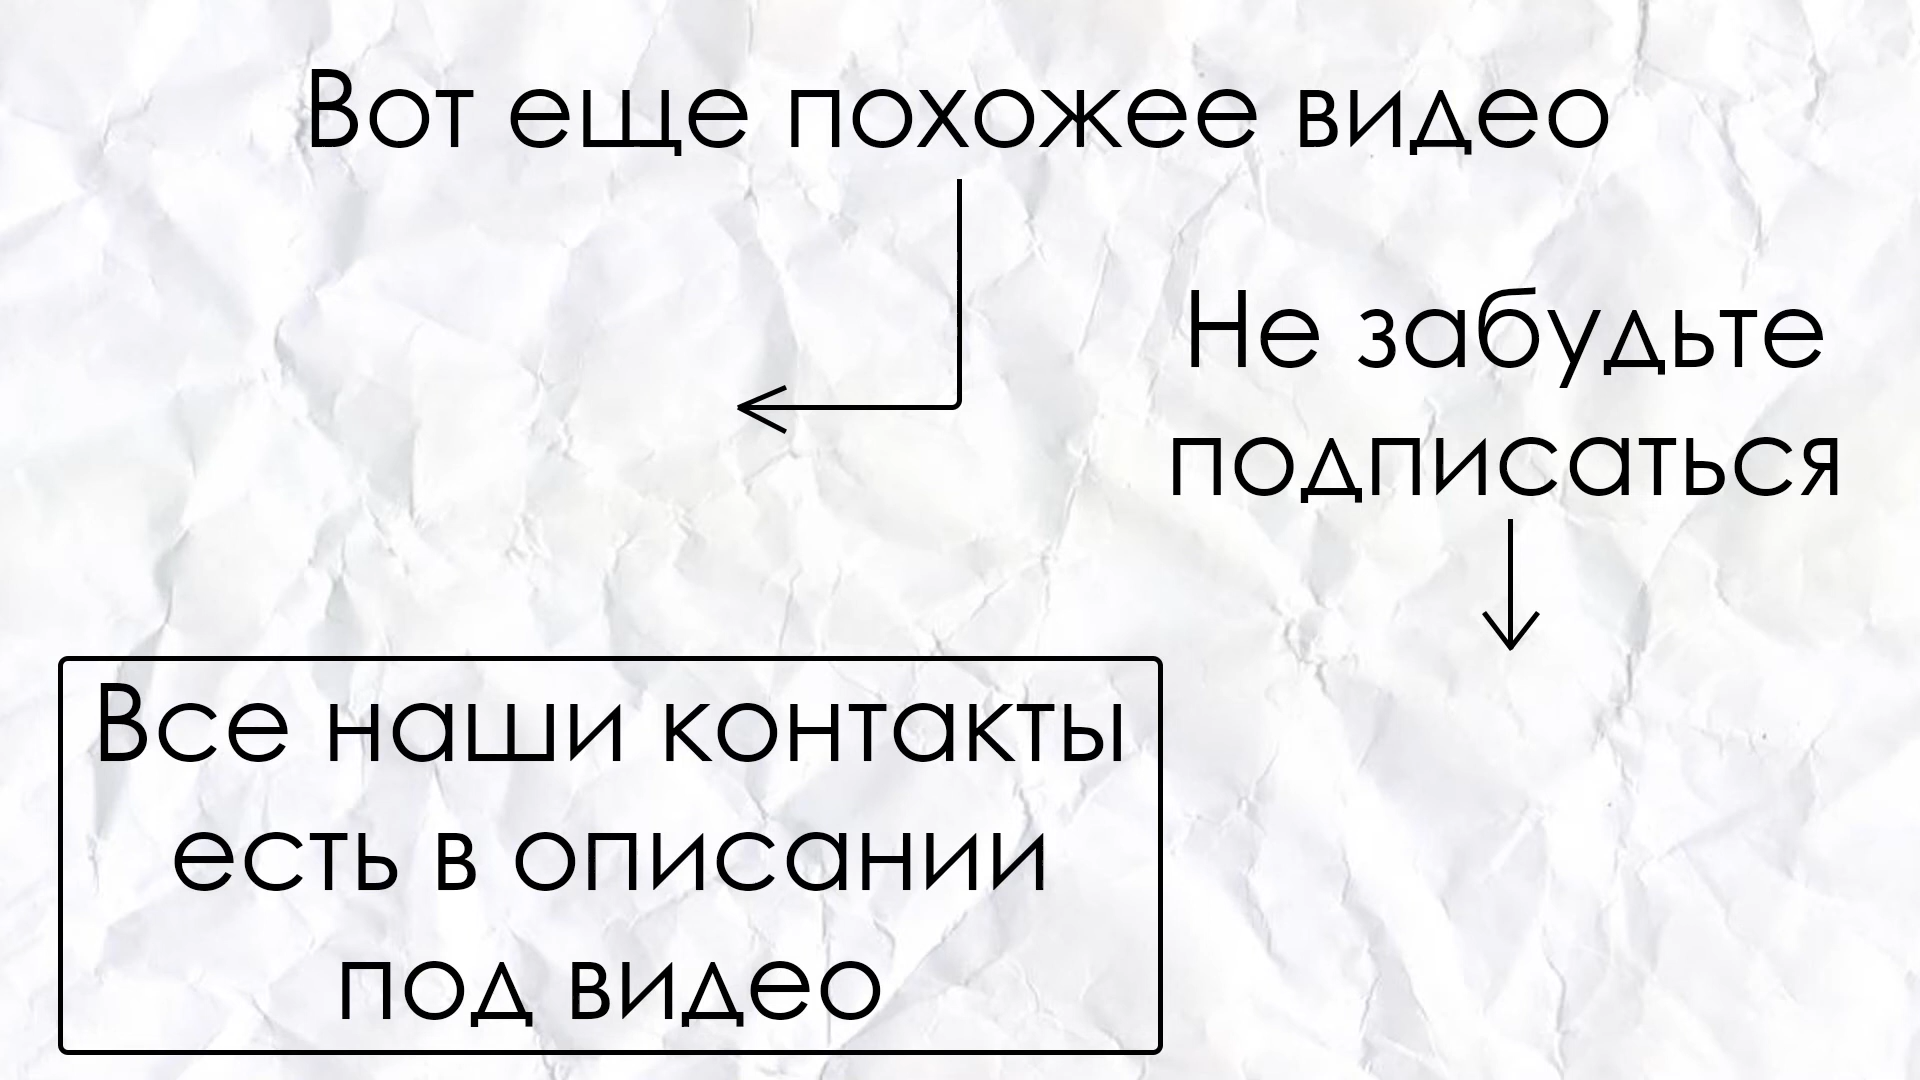 Вот еще похожее видео
Не забудьте
подписаться
Все наши контакты
есть в описании
под видео